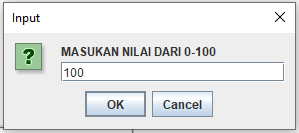 Input
MASUKAN NILAI DARI 0-100
100
OK Cancel